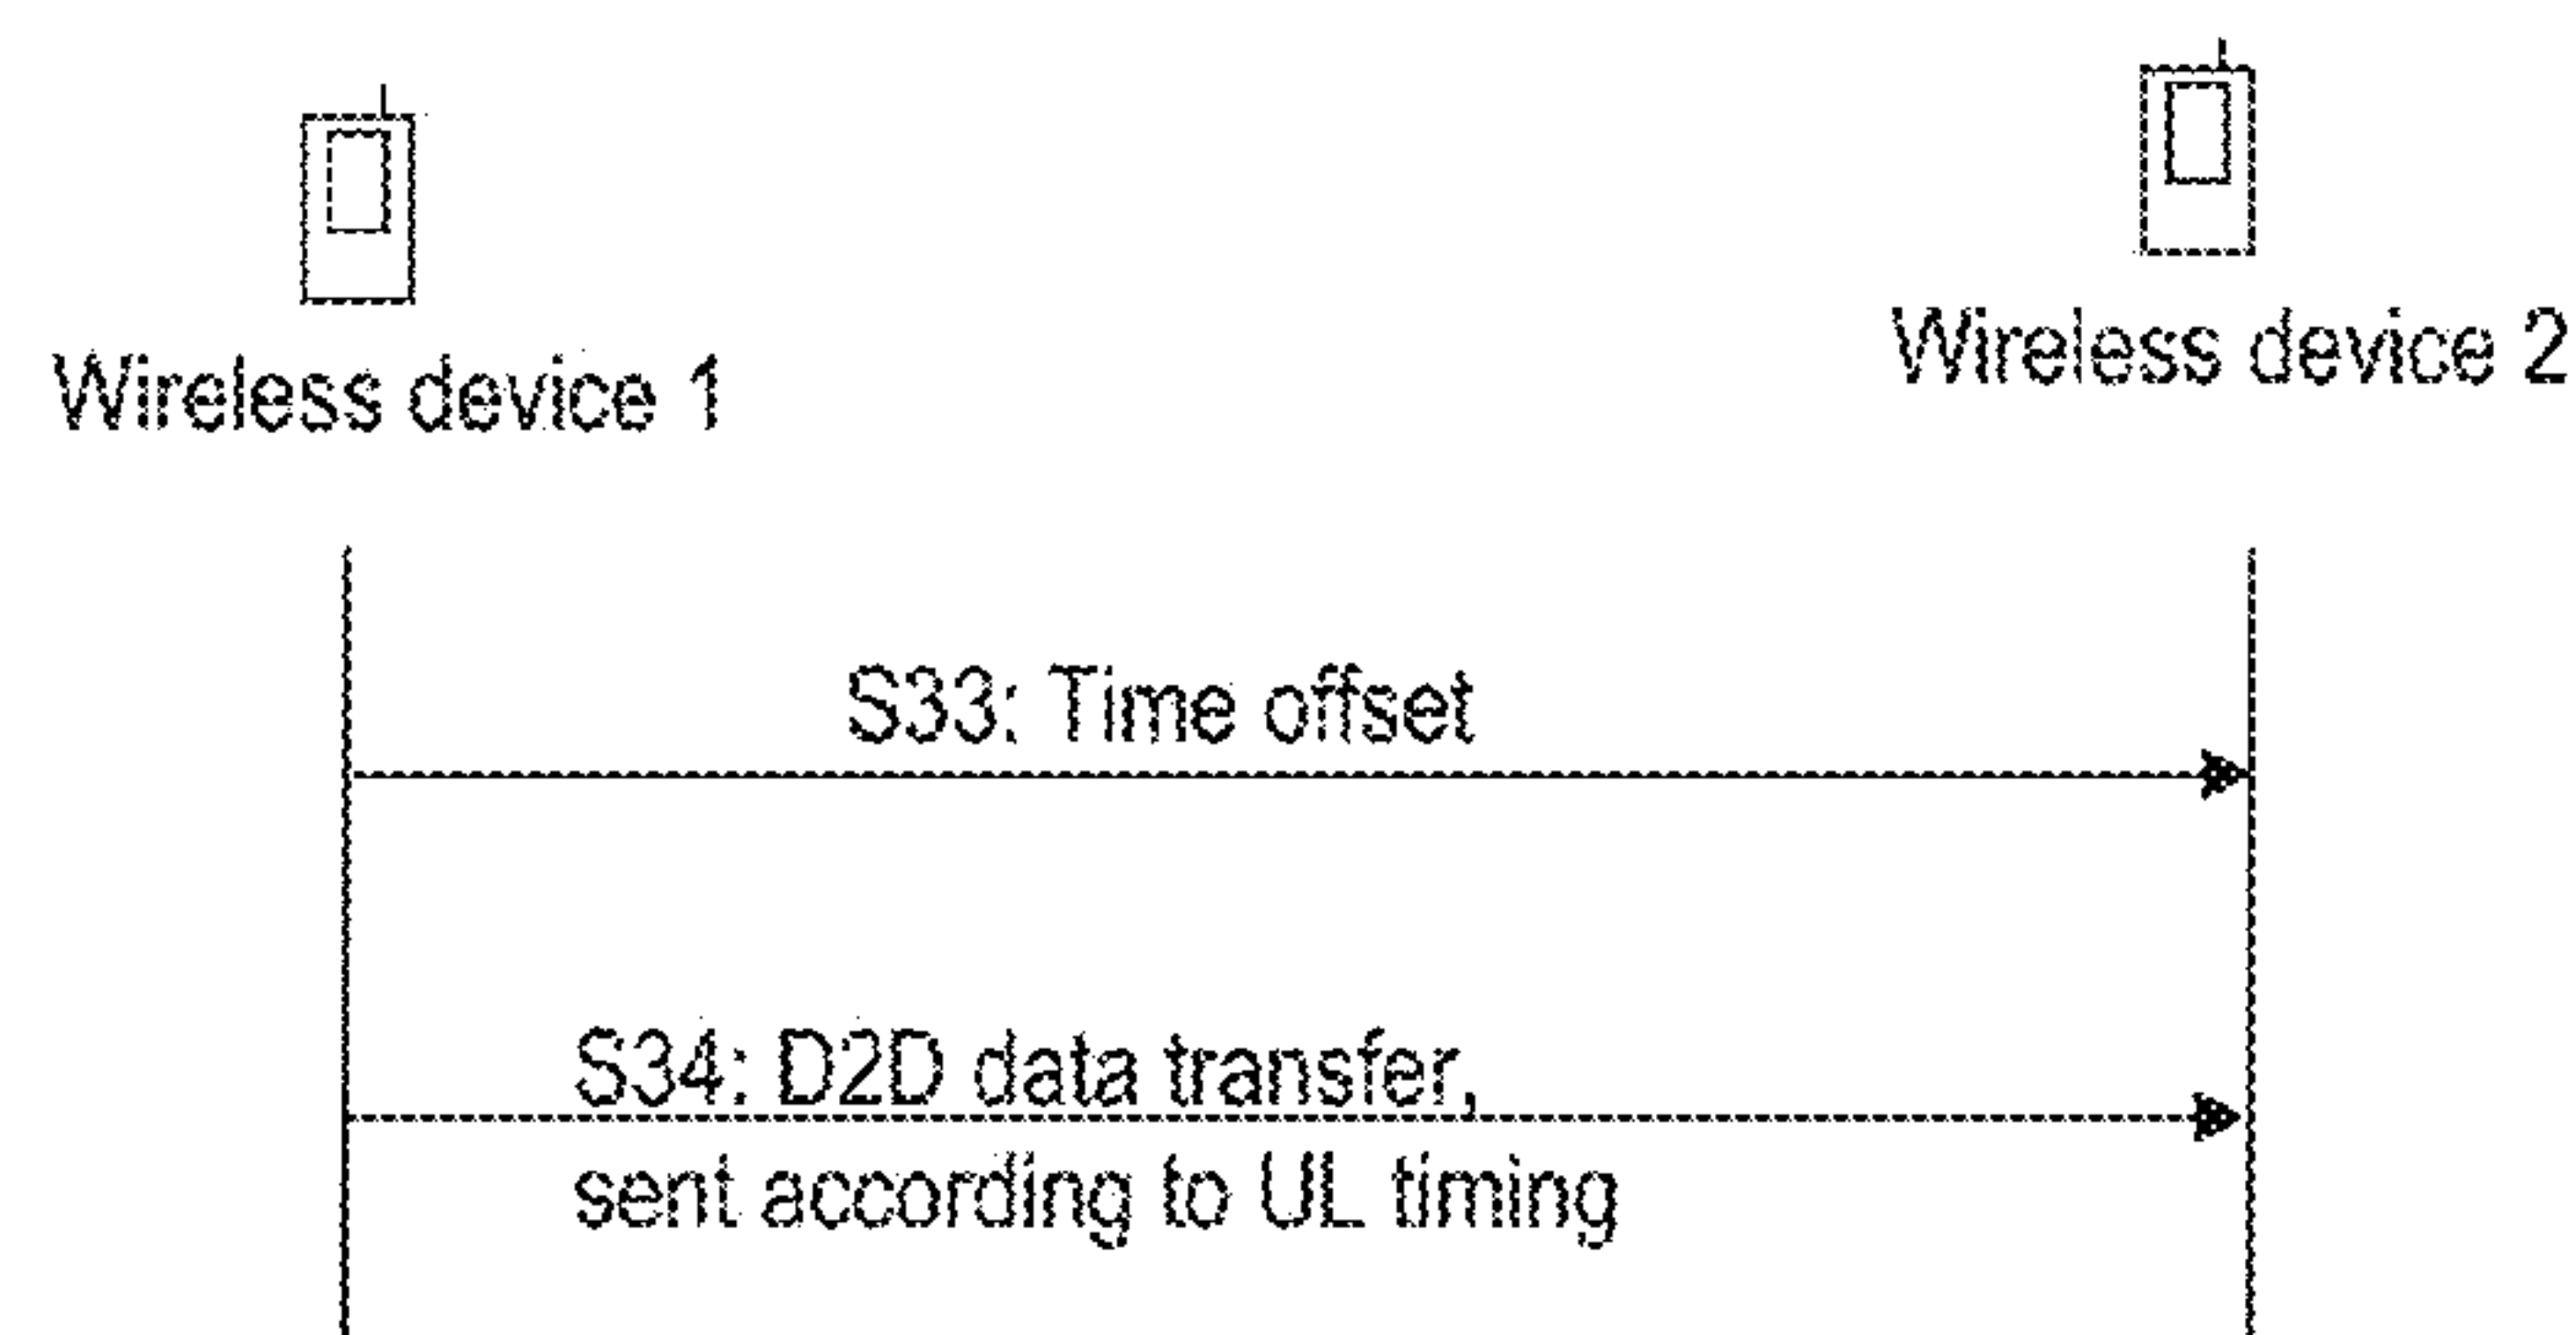 Wireless device 1
Wireless device 2
S33: Time offset
S34: D2D data transfer,
sent according to UL timing